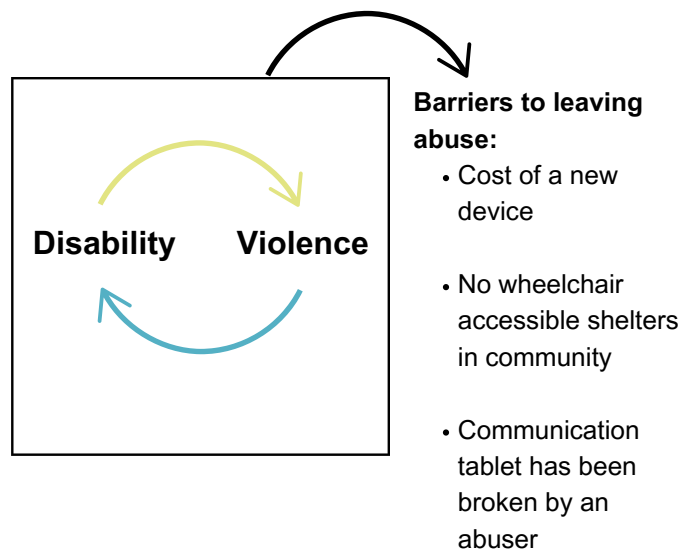 Disability
Violence
Barriers to leaving
abuse:
• Cost of a new
device
• No wheelchair
accessible shelters
in community
• Communication
tablet has been
broken by an
abuser